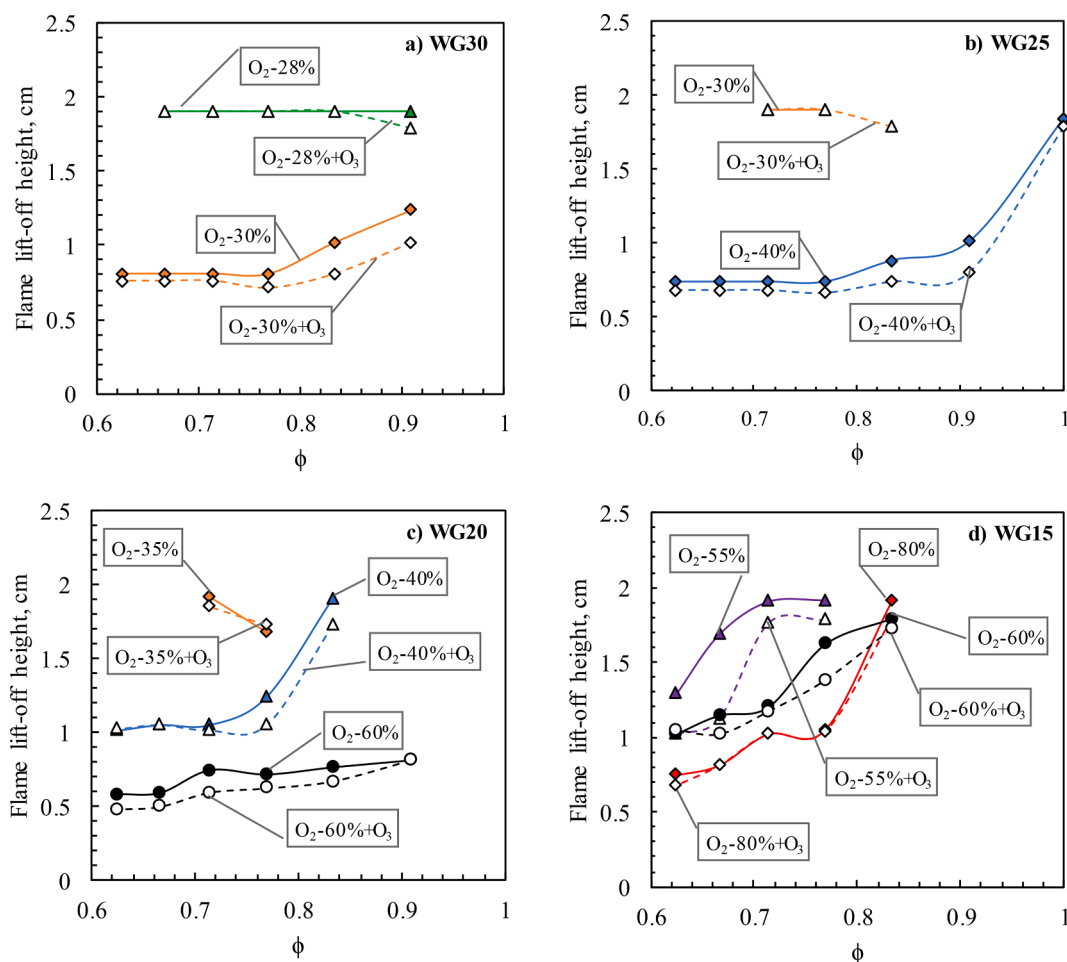 a) WG30
Flame lift-off height, cm
2.5
2
1.5
1
0.5
0
O₂-28%
O₂-28%+O₃
O₂-30%
O₂-30%+O₃
0.6 0.7 0.8 0.9 1
ϕ
b) WG25
Flame lift-off height, cm
2.5
2
1.5
1
0.5
0
O₂-30%
O₂-30%+O₃
O₂-40%
O₂-40%+O₃
0.6 0.7 0.8 0.9 1
ϕ
c) WG20
Flame lift-off height, cm
2.5
2
1.5
1
0.5
0
O₂-35%
O₂-40%
O₂-35%+O₃
O₂-40%+O₃
O₂-60%
O₂-60%+O₃
0.6 0.7 0.8 0.9 1
ϕ
d) WG15
Flame lift-off height, cm
2.5
2
1.5
1
0.5
0
O₂-55%
O₂-80%
O₂-60%
O₂-60%+O₃
O₂-55%+O₃
O₂-80%+O₃
0.6 0.7 0.8 0.9 1
ϕ